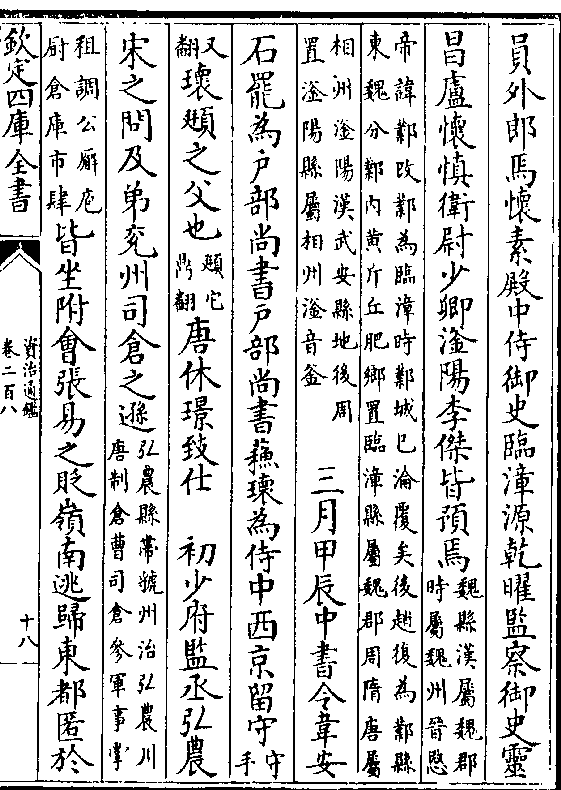 員外郎馬懷素殿中侍御史臨漳源乾曜監察御史靈
昌盧懷慎衛尉少卿滏陽李傑皆預焉魏縣漢屬魏郡
時屬魏州晉愍
帝諱鄴改鄴為臨漳時鄴城已淪覆矣後趙復為鄴縣
東魏分鄴内黄斥丘肥鄉置臨漳縣屬魏郡周隋唐屬
相州滏陽漢武安縣地後周
置滏陽縣屬相州滏音釜
三月甲辰中書令韋安
石罷為户部尚書户部尚書蘓瓌為侍中西京留守守
手
又
翻瓌頲之父也頲它
鼎翻唐休璟致仕 初少府監丞弘農
宋之問及弟兖州司倉之遜弘農縣帶虢州治弘農川
唐制倉曹司倉參軍事掌
租調公廨庖
厨倉庫市肆皆坐附會張易之貶嶺南逃歸東都匿於
欽定四庫全書
資治通鑑
卷二百八
十八